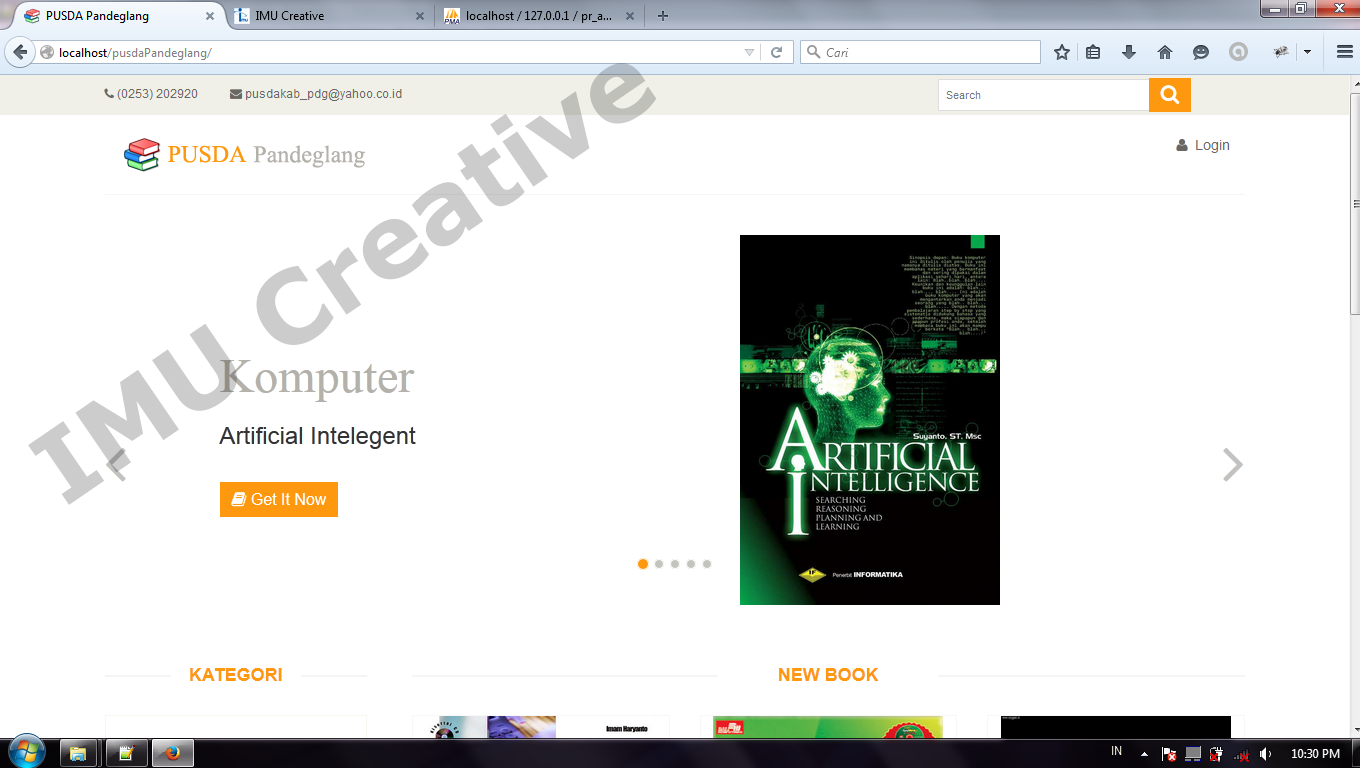 PUSDA Pandeglang
IMU Creative
localhost / 127.0.0.1 / pr_a...
localhost/pusdaPandeglang/
Cari
(0253) 202920
pusdakab_pdg@yahoo.co.id
Search
PUSDA Pandeglang
Login
IMU Creative
Komputer
Artificial Intelegent
Get It Now
Suyanto, ST, Msc
ARTIFICIAL
INTELLIGENCE
SEARCHING
REASONING
PLANNING AND
LEARNING
IF
Penerbit INFORMATIKA
KATEGORI
NEW BOOK
Imam Haryanto
IN
10:30 PM